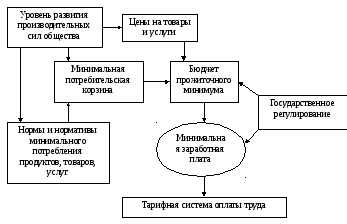 Уровень развития
производительных
сил общества
Цены на товары
и услуги
Минимальная
потребительская
корзина
Бюджет
прожиточного
минимума
Государственное
регулирование
Нормы и нормативы
минимального
потребления
продуктов, товаров,
услуг
Минимальна
я заработная
плата
Тарифная система оплаты труда